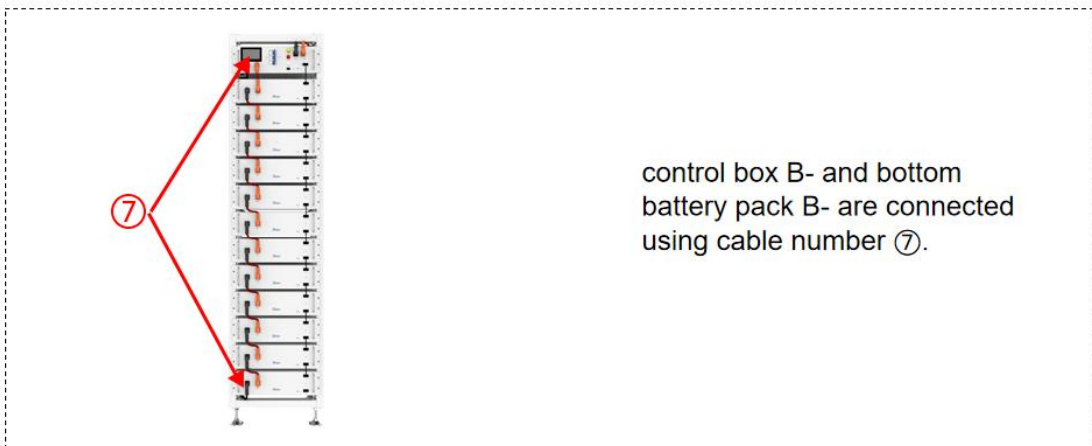 ⑦
control box B- and bottom
battery pack B- are connected
using cable number ⑦.